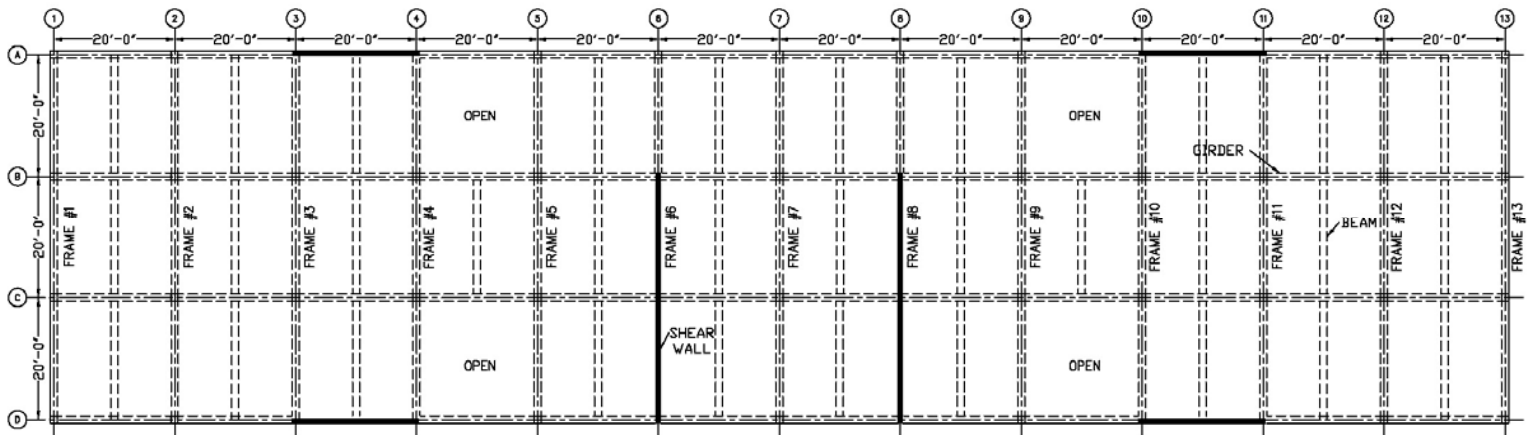 1 2 3 4 5 6 7 8 9 10 11 12 13
20'-0" 20'-0" 20'-0" 20'-0" 20'-0" 20'-0" 20'-0" 20'-0" 20'-0" 20'-0" 20'-0" 20'-0"
A
20'-0"
OPEN OPEN
GIRDER
B
20'-0"
FRAME #1
FRAME #2
FRAME #3
FRAME #4
FRAME #5
FRAME #6
FRAME #7
FRAME #8
FRAME #9
FRAME #10
FRAME #11
BEAM
FRAME #12
FRAME #13
C
20'-0"
SHEAR
WALL
OPEN OPEN
D